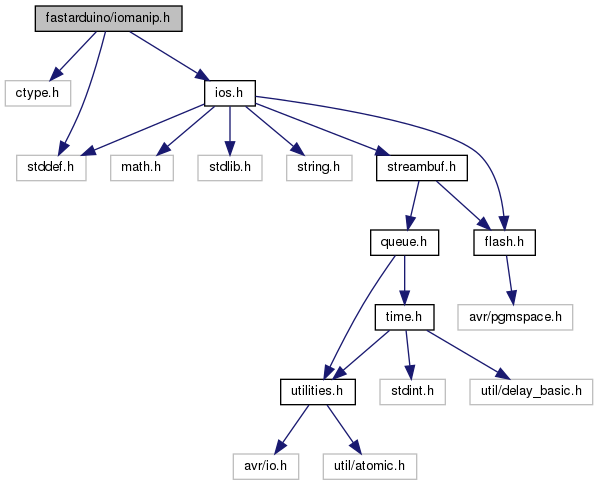 fastarduino/iomanip.h
ctype.h
ios.h
stddef.h
math.h
stdlib.h
string.h
streambuf.h
queue.h
flash.h
time.h
avr/pgmspace.h
utilities.h
stdint.h
util/delay_basic.h
avr/io.h
util/atomic.h